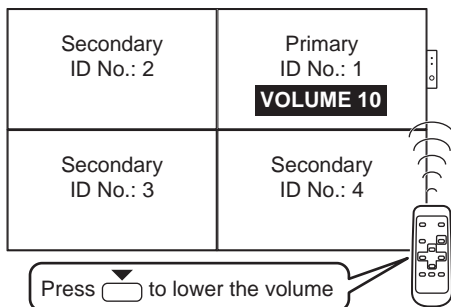 Secondary
ID No.: 2
Primary
ID No.: 1
VOLUME 10
Secondary
ID No.: 3
Secondary
ID No.: 4
Press to lower the volume